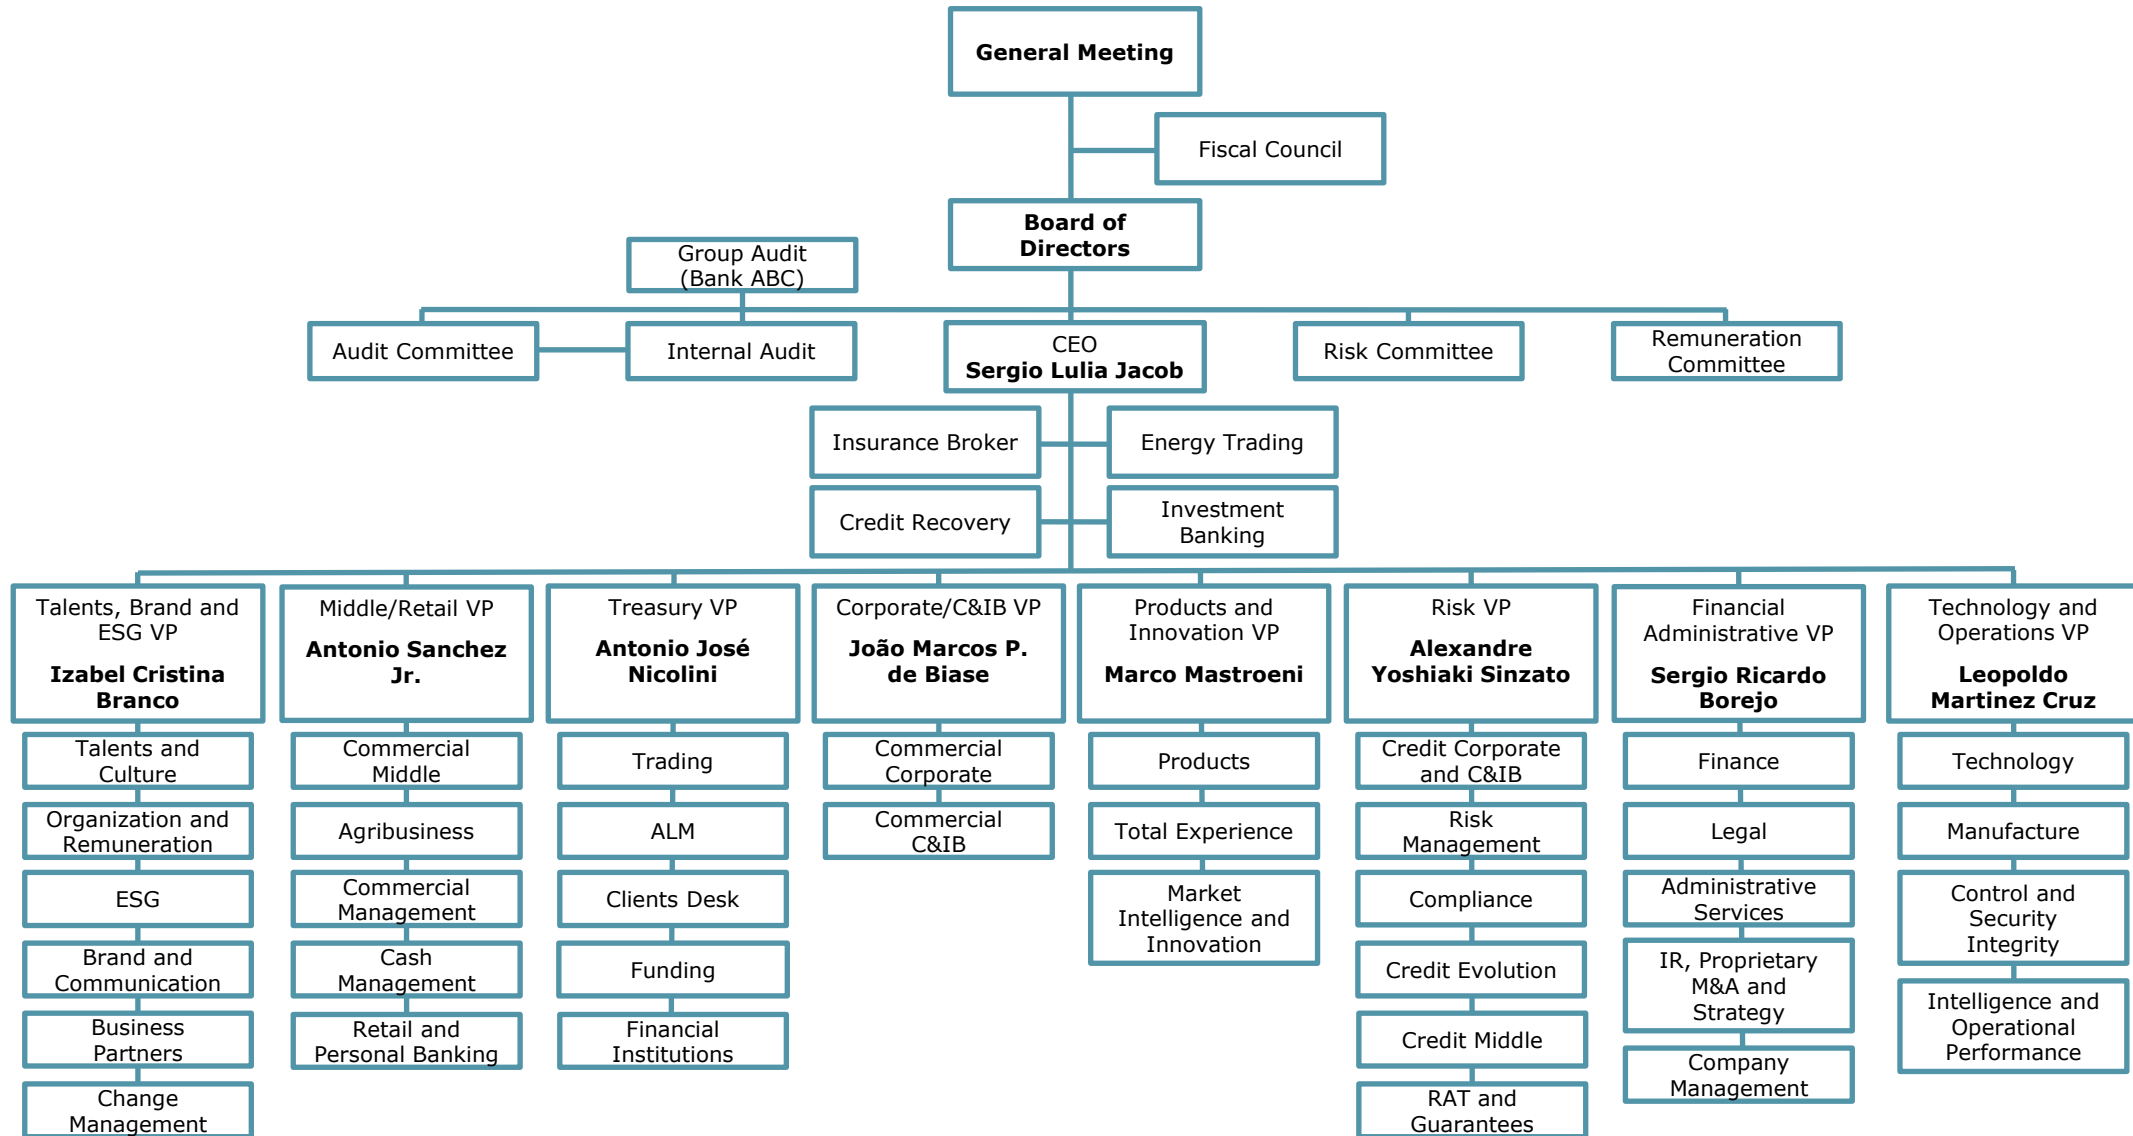 General Meeting
Fiscal Council
Board of
Directors
Group Audit
(Bank ABC)
Audit Committee
Internal Audit
CEO
Sergio Lulia Jacob
Risk Committee
Remuneration
Committee
Insurance Broker
Energy Trading
Credit Recovery
Investment
Banking
Talents, Brand and
ESG VP
Izabel Cristina
Branco
Talents and
Culture
Organization and
Remuneration
ESG
Brand and
Communication
Business
Partners
Change
Management
Middle/Retail VP
Antonio Sanchez
Jr.
Commercial
Middle
Agribusiness
Commercial
Management
Cash
Management
Retail and
Personal Banking
Treasury VP
Antonio José
Nicolini
Trading
ALM
Clients Desk
Funding
Financial
Institutions
Corporate/C&IB VP
João Marcos P.
de Biase
Commercial
Corporate
Commercial
C&IB
Products and
Innovation VP
Marco Mastroeni
Products
Total Experience
Market
Intelligence and
Innovation
Risk VP
Alexandre
Yoshiaki Sinzato
Credit Corporate
and C&IB
Risk
Management
Compliance
Credit Evolution
Credit Middle
RAT and
Guarantees
Financial
Administrative VP
Sergio Ricardo
Borejo
Finance
Legal
Administrative
Services
IR, Proprietary
M&A and
Strategy
Company
Management
Technology and
Operations VP
Leopoldo
Martinez Cruz
Technology
Manufacture
Control and
Security
Integrity
Intelligence and
Operational
Performance